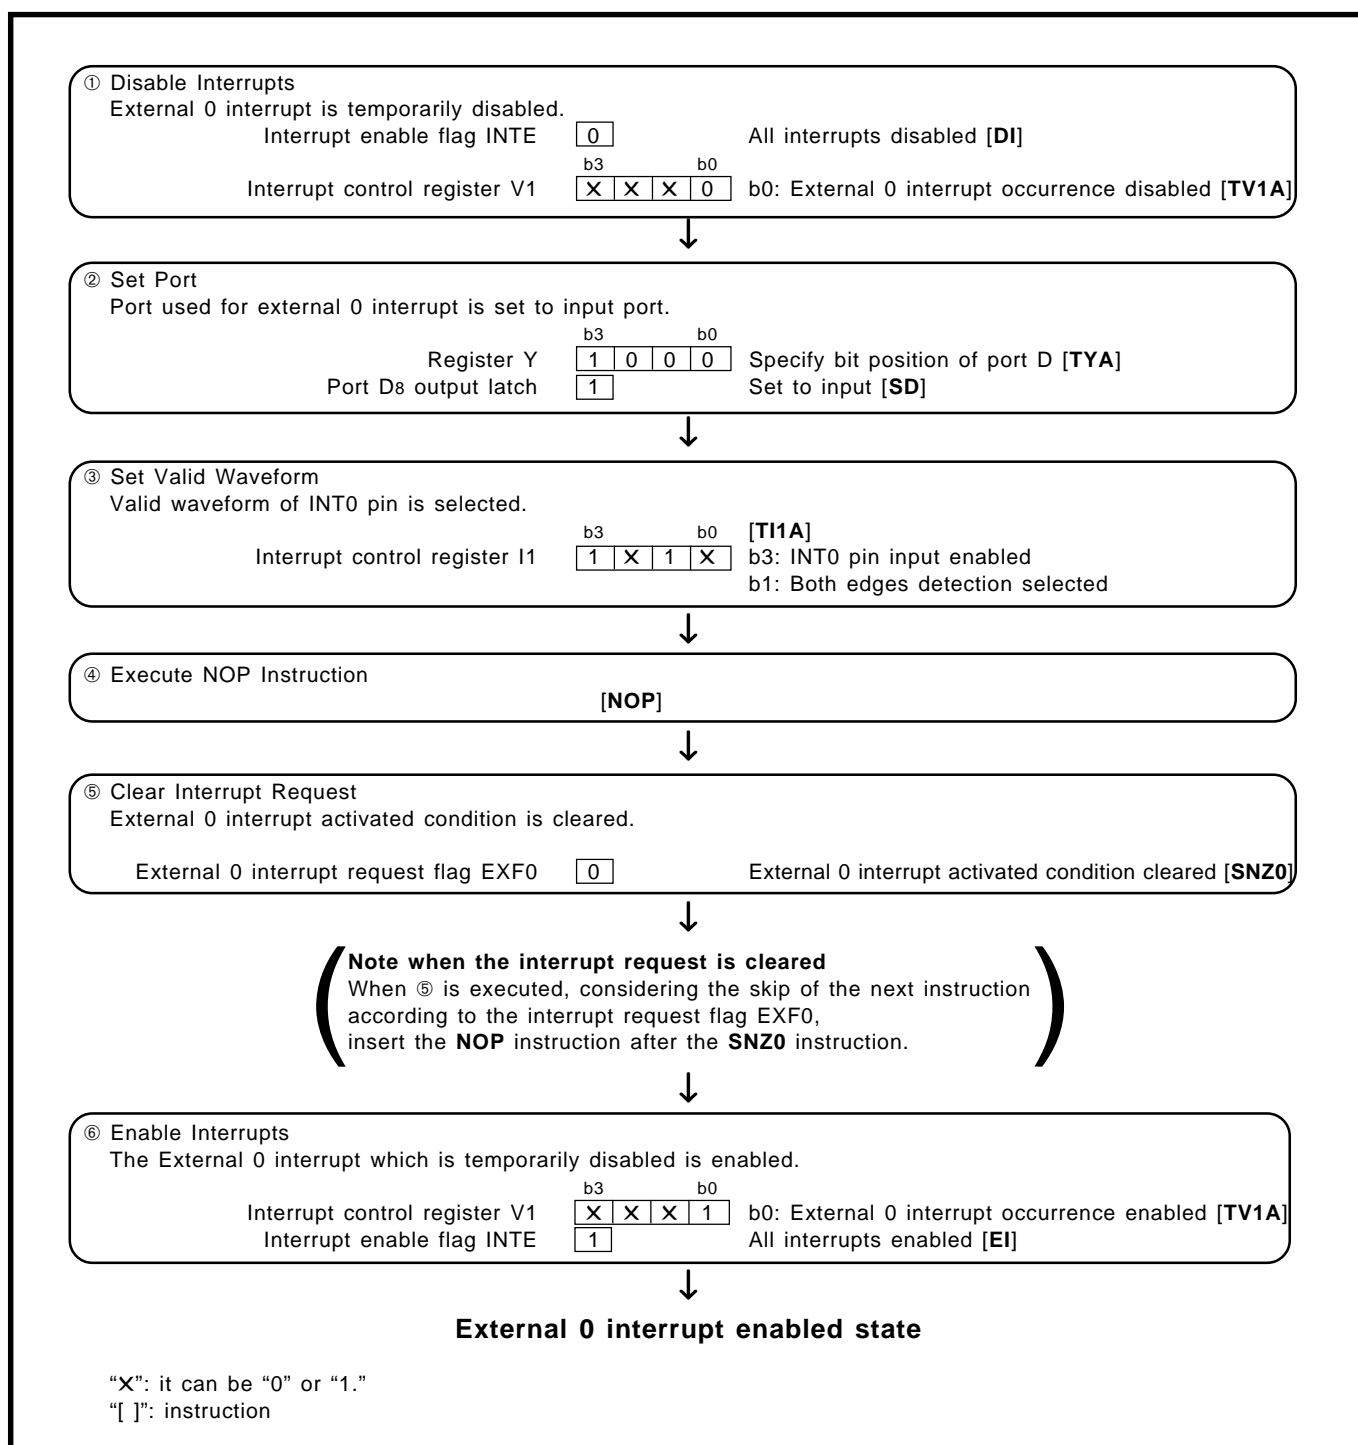 ① Disable Interrupts
External 0 interrupt is temporarily disabled.
Interrupt enable flag INTE 0 All interrupts disabled [DI]
b3 b0
Interrupt control register V1 X X X 0 b0: External 0 interrupt occurrence disabled [TV1A]
↓
② Set Port
Port used for external 0 interrupt is set to input port.
b3 b0
Register Y 1 0 0 0 Specify bit position of port D [TYA]
Port D8 output latch 1 Set to input [SD]
↓
③ Set Valid Waveform
Valid waveform of INT0 pin is selected.
b3 b0 [TI1A]
Interrupt control register I1 1 X 1 X b3: INT0 pin input enabled
b1: Both edges detection selected
↓
④ Execute NOP Instruction
[NOP]
↓
⑤ Clear Interrupt Request
External 0 interrupt activated condition is cleared.
External 0 interrupt request flag EXF0 0 External 0 interrupt activated condition cleared [SNZ0]
↓
Note when the interrupt request is cleared
When ⑤ is executed, considering the skip of the next instruction
according to the interrupt request flag EXF0,
insert the NOP instruction after the SNZ0 instruction.
↓
⑥ Enable Interrupts
The External 0 interrupt which is temporarily disabled is enabled.
b3 b0
Interrupt control register V1 X X X 1 b0: External 0 interrupt occurrence enabled [TV1A]
Interrupt enable flag INTE 1 All interrupts enabled [EI]
↓
External 0 interrupt enabled state
“X”: it can be “0” or “1.”
“[ ]”: instruction